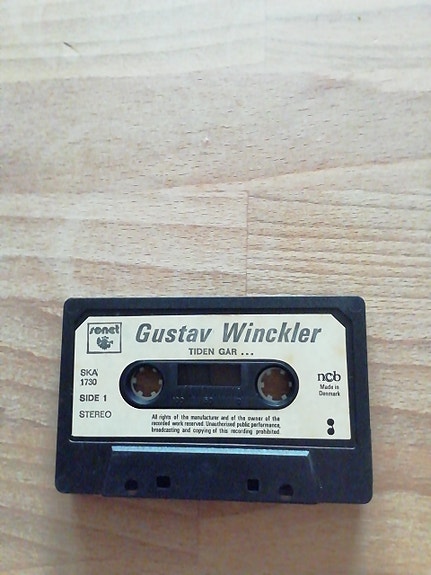 sonet
Gustav Winckler
TIDEN GAR ...
SKA
1730
SIDE 1
STEREO
ncb
Made in
Denmark
All rights of the manufacturer and of the owner of the
recorded work reserved. Unauthorized public performance,
broadcasting and copying of this recording prohibited.